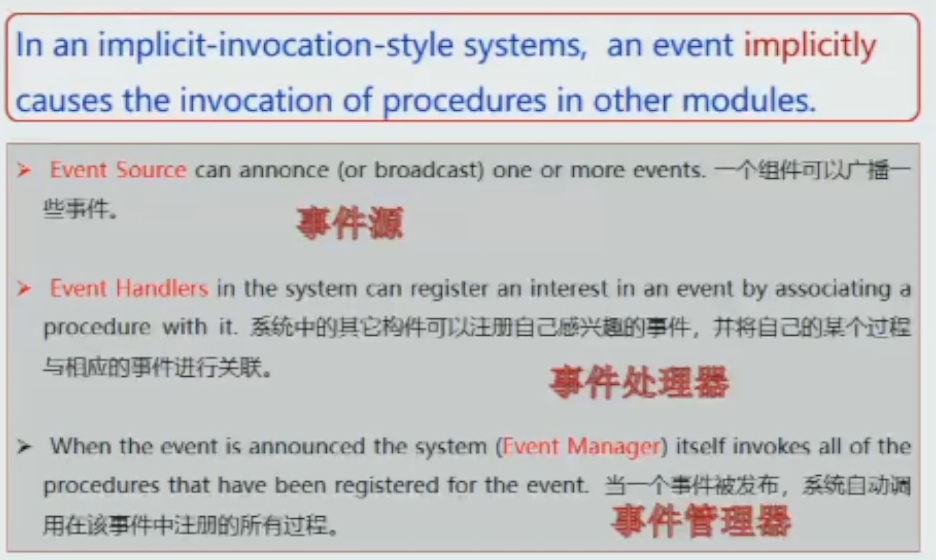 In an implicit-invocation-style systems, an event implicitly
causes the invocation of procedures in other modules.
➢ Event Source can annonce (or broadcast) one or more events. 一个组件可以广播一
些事件。
事件源
➢ Event Handlers in the system can register an interest in an event by associating a
procedure with it. 系统中的其它构件可以注册自己感兴趣的事件，并将自己的某个过程
与相应的事件进行关联。
事件处理器
➢ When the event is announced the system (Event Manager) itself invokes all of the
procedures that have been registered for the event. 当一个事件被发布，系统自动调
用在该事件中注册的所有过程。
事件管理器